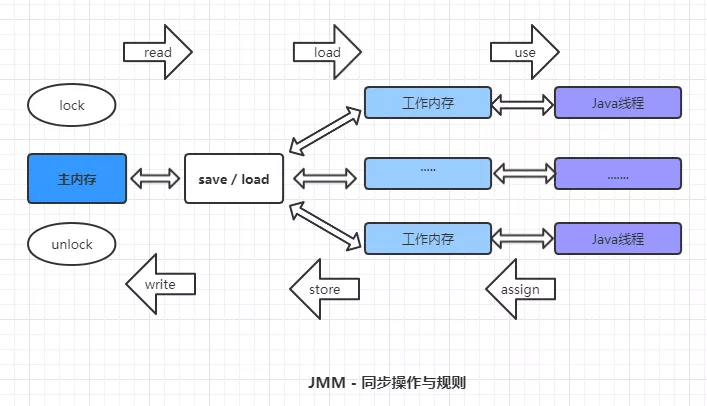 read
load
use
lock
工作内存
Java线程
主内存
save / load
.....
.......
unlock
工作内存
Java线程
write
store
assign
JMM - 同步操作与规则